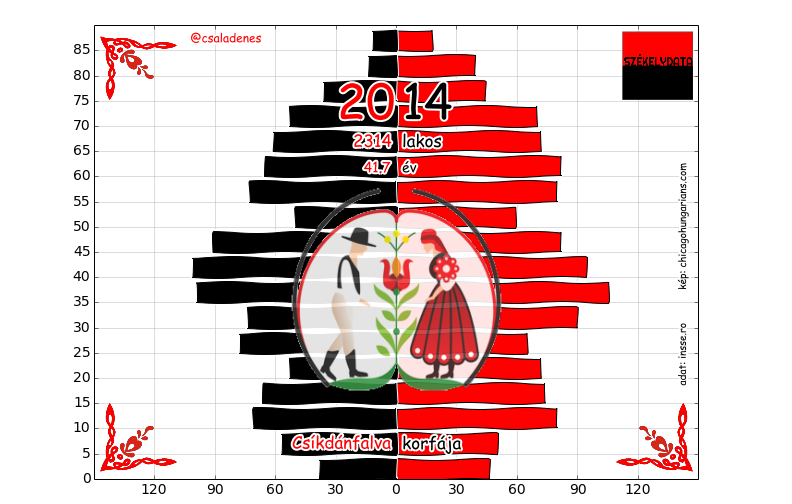 @csaladenes
SZÉKELYDATA
2014
2314 lakos
41.7 év
kép: chicagohungarians.com
adat: insse.ro
Csíkdánfalva korfája
85
80
75
70
65
60
55
50
45
40
35
30
25
20
15
10
5
0
120 90 60 30 0 30 60 90 120